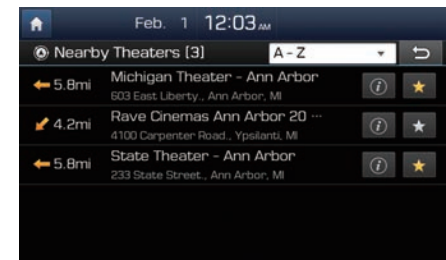 Feb. 1 12:03 AM
Nearby Theaters (3) A - Z
5.8mi Michigan Theater - Ann Arbor
603 East Liberty., Ann Arbor, MI
4.2mi Rave Cinemas Ann Arbor 20 ...
4100 Carpenter Road., Ypsilanti, MI
5.8mi State Theater - Ann Arbor
233 State Street., Ann Arbor, MI